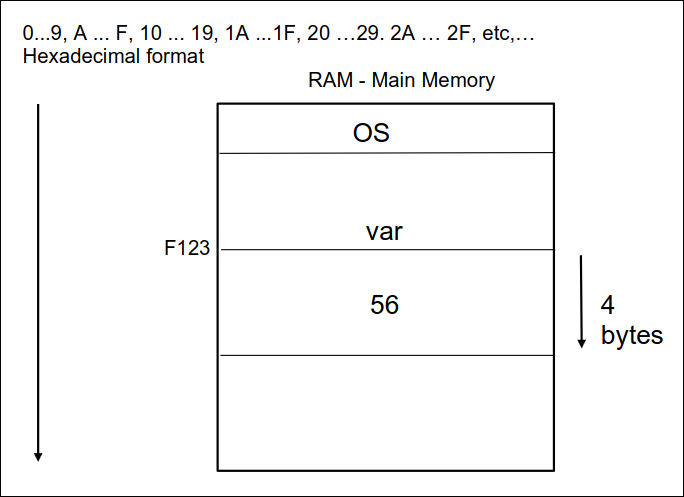 0...9, A ... F, 10 ... 19, 1A ...1F, 20 …29. 2A … 2F, etc,…
Hexadecimal format
RAM - Main Memory
OS
var
F123
56
4
bytes